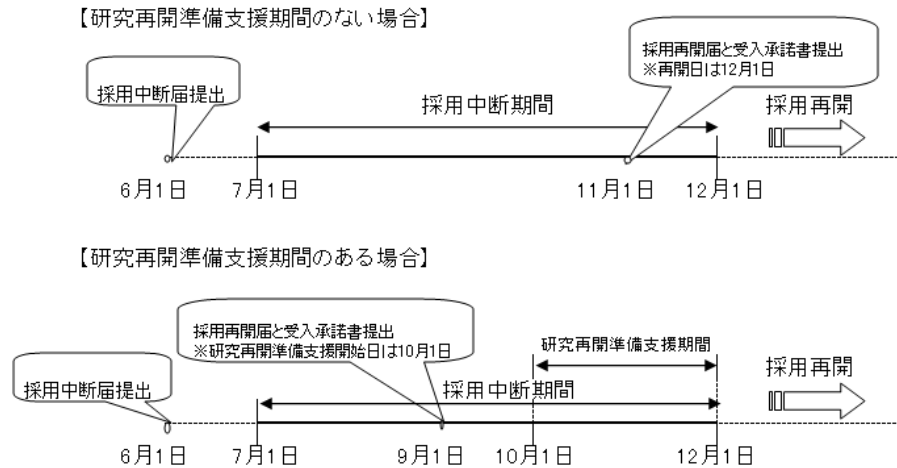 【研究再開準備支援期間のない場合】
採用再開届と受入承諾書提出
※再開日は12月1日
採用中断届提出
採用中断期間
採用再開
6月1日
7月1日
11月1日
12月1日
【研究再開準備支援期間のある場合】
採用再開届と受入承諾書提出
※研究再開準備支援開始日は10月1日
研究再開準備支援期間
採用中断届提出
採用中断期間
採用再開
6月1日
7月1日
9月1日
10月1日
12月1日